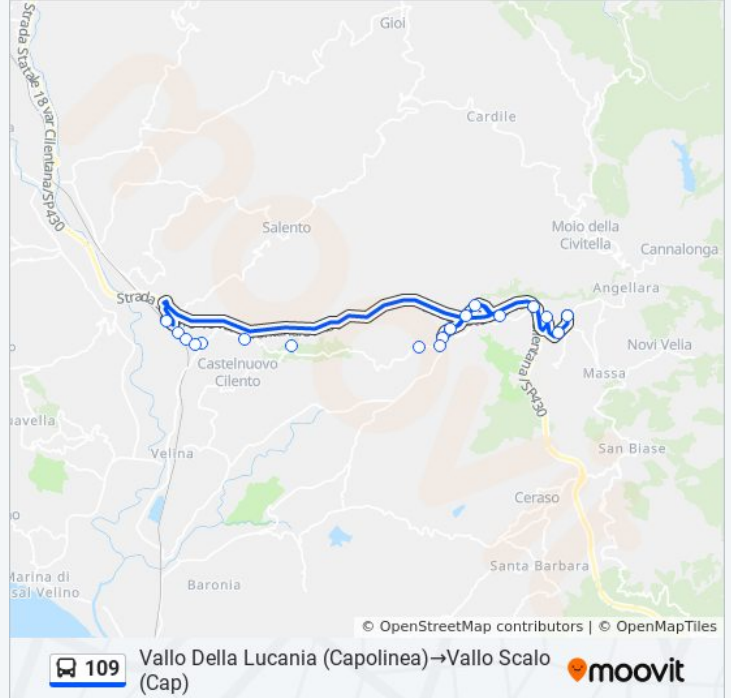 Gioi
Strada Statale 18 var Cilentana/SP430
Cardile
Salento
Moio della
Civitella
Cannalonga
Strada
Angellara
Castelnuovo
Cilento
entana /SP430
Novi Velia
Massa
avella
Velina
San Biase
Ceraso
Santa Barbara
Marina di
sal Velino
Baronia
© OpenStreetMap contributors | © OpenMapTiles
109
Vallo Della Lucania (Capolinea)→Vallo Scalo
(Cap)
moovit